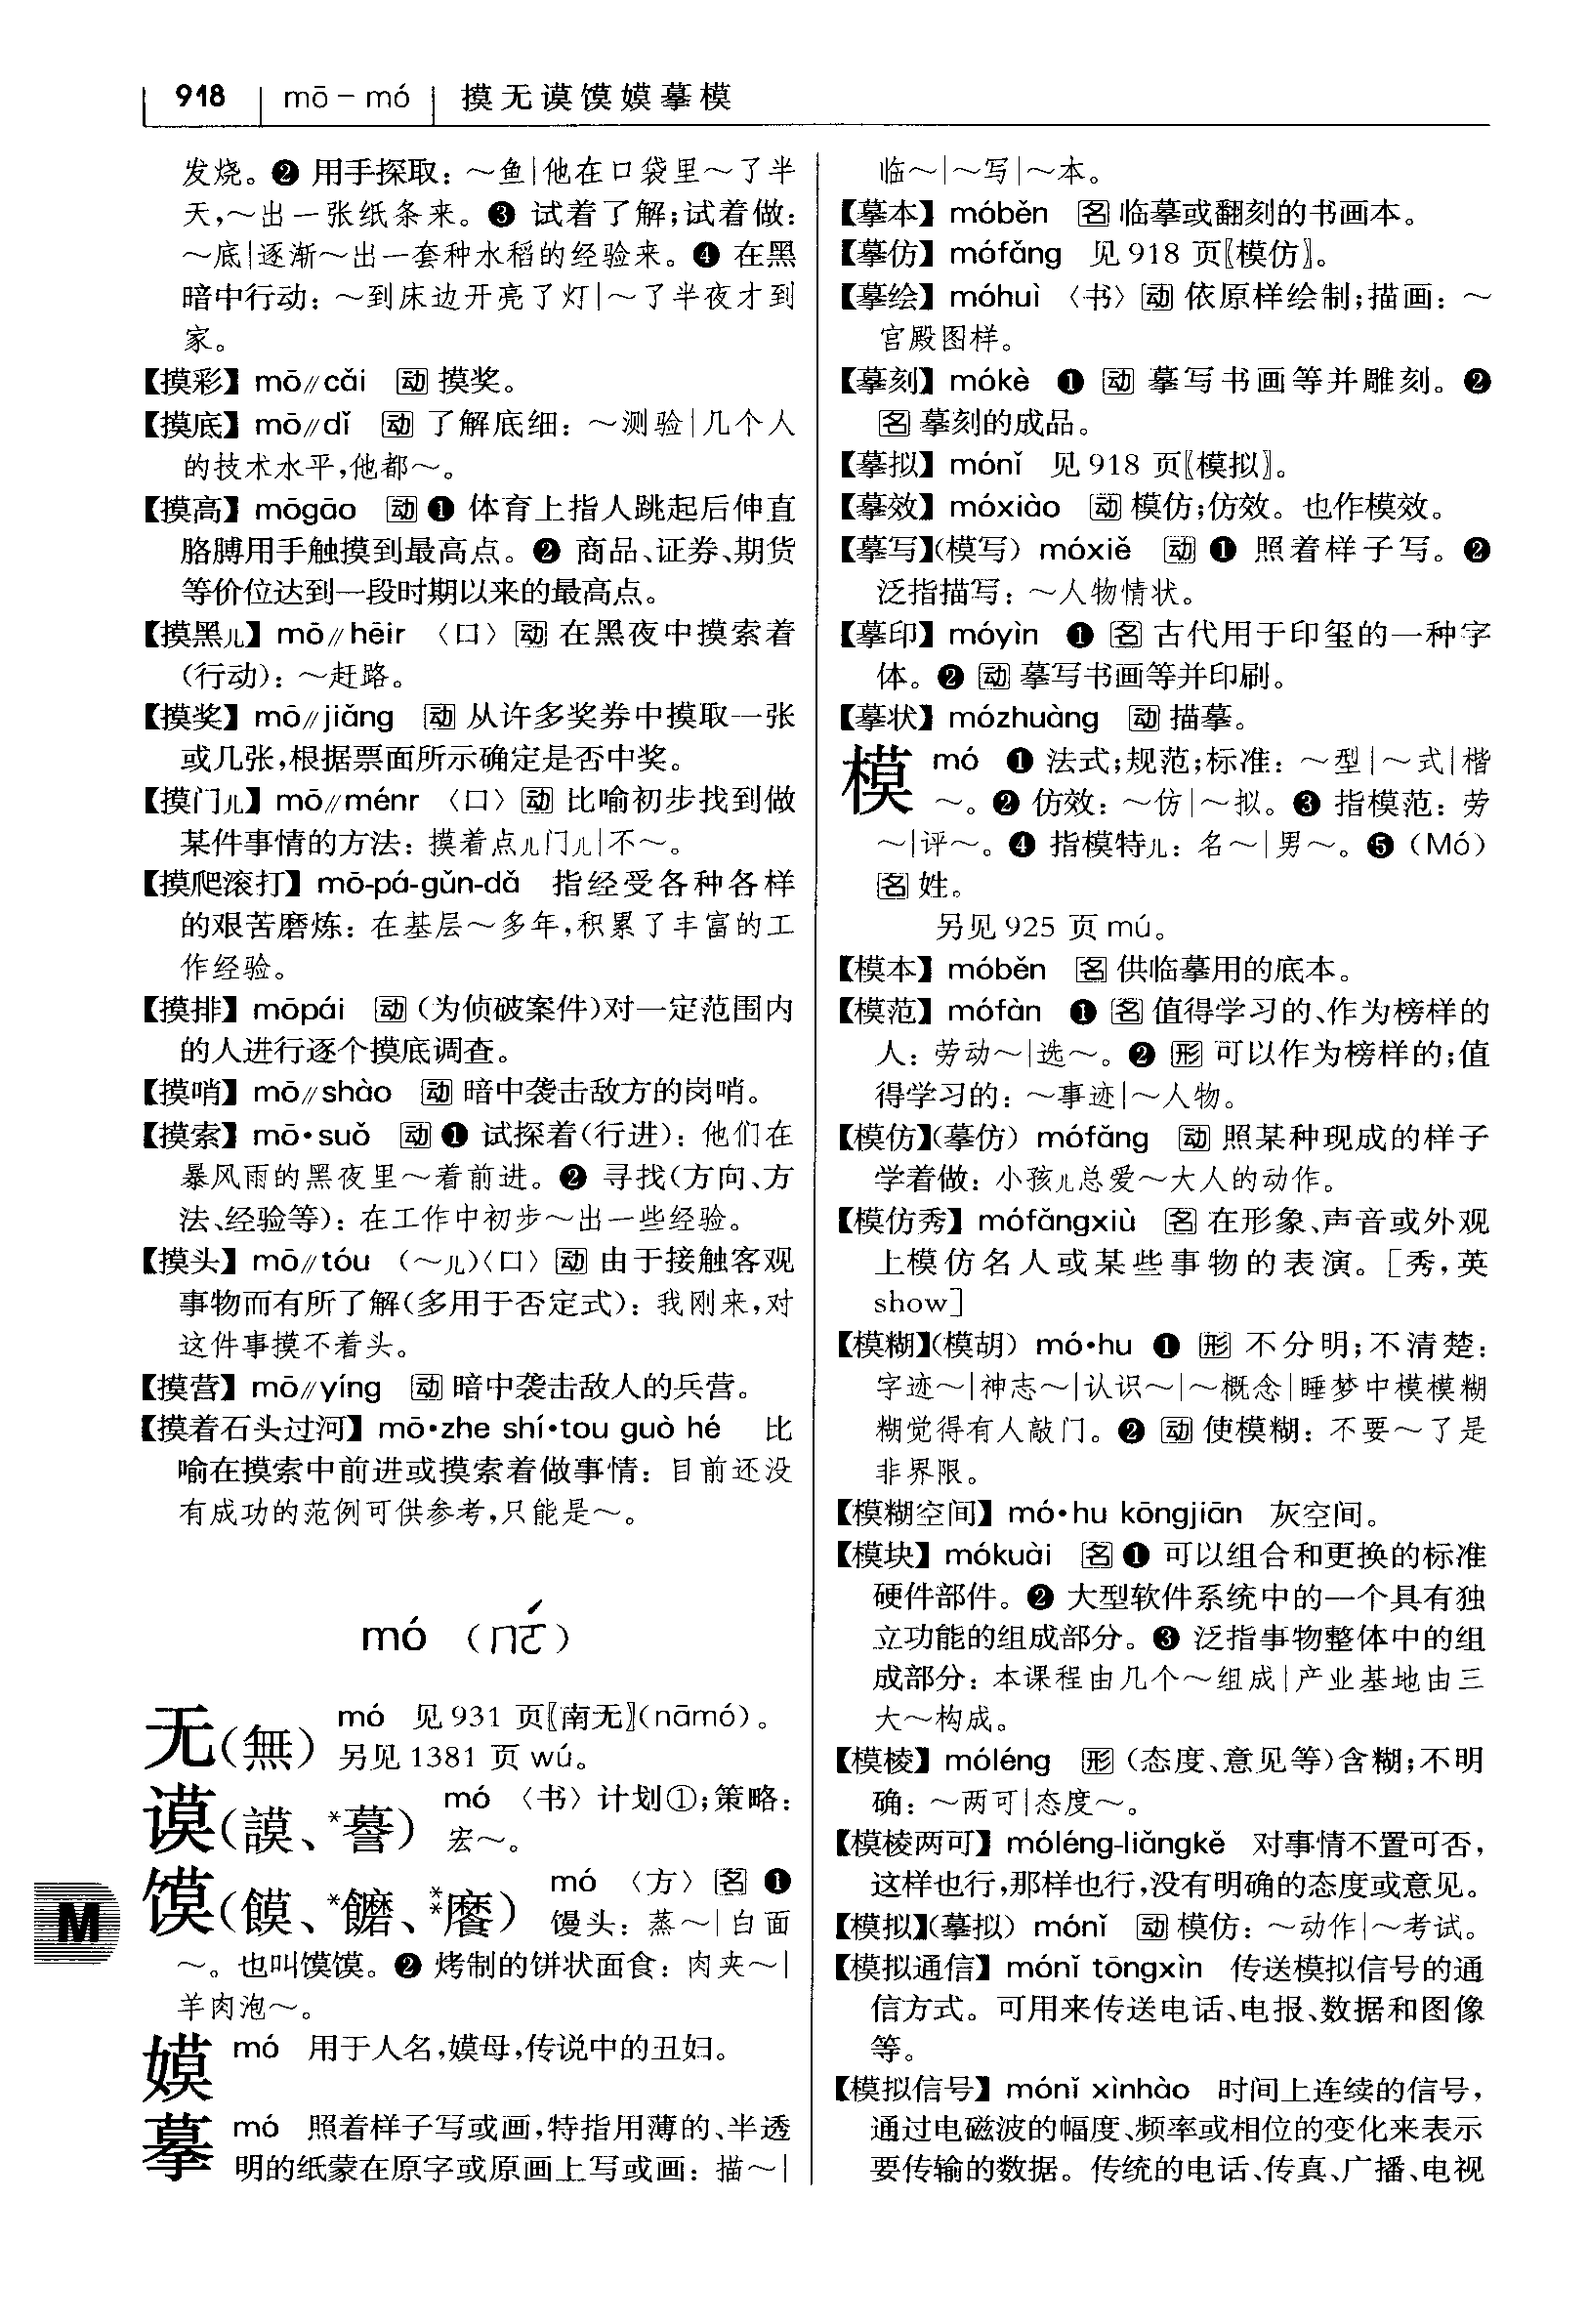 918 mō－mó 摸无谟馍嫫摹模
发烧。❷ 用手探取：～鱼|他在口袋里～了半
天,～出一张纸条来。❸ 试着了解;试着做：
～底|逐渐～出一套种水稻的经验来。❹ 在黑
暗中行动：～到床边开亮了灯|～了半夜才到
家。
【摸彩】mō//cǎi 动 摸奖。
【摸底】mō//dǐ 动 了解底细：～测验|几个人
的技术水平,他都～。
【摸高】mōgāo 动 ❶ 体育上指人跳起后伸直
胳膊用手触摸到最高点。❷ 商品、证券、期货
等价位达到一段时期以来的最高点。
【摸黑儿】mō//hēir 〈口〉动 在黑夜中摸索着
(行动)：～赶路。
【摸奖】mō//jiǎng 动 从许多奖券中摸取一张
或几张,根据票面所示确定是否中奖。
【摸门儿】mō//ménr 〈口〉动 比喻初步找到做
某件事情的方法：摸着点儿门儿|不～。
【摸爬滚打】mō-pá-gǔn-dǎ 指经受各种各样
的艰苦磨炼：在基层～多年,积累了丰富的工
作经验。
【摸排】mōpái 动 (为侦破案件)对一定范围内
的人进行逐个摸底调查。
【摸哨】mō//shào 动 暗中袭击敌方的岗哨。
【摸索】mō•suǒ 动 ❶ 试探着(行进)：他们在
暴风雨的黑夜里～着前进。❷ 寻找(方向、方
法、经验等)：在工作中初步～出一些经验。
【摸头】mō//tóu （～儿)〈口〉动 由于接触客观
事物而有所了解(多用于否定式)：我刚来,对
这件事摸不着头。
【摸营】mō//yíng 动 暗中袭击敌人的兵营。
【摸着石头过河】mō•zhe shí•tou guò hé 比
喻在摸索中前进或摸索着做事情：目前还没
有成功的范例可供参考,只能是～。
mó （ㄇㄛˊ）
无(無) mó 见 931 页〖南无〗(nāmó)。
另见 1381 页 wú。
谟(謨、*謩) mó 〈书〉计划①;策略：
宏～。
馍(饃、*䭉、⁑𪎭) mó 〈方〉名 ❶
馒头：蒸～|白面
～。也叫馍馍。❷ 烤制的饼状面食：肉夹～|
羊肉泡～。
嫫 mó 用于人名,嫫母,传说中的丑妇。
摹 mó 照着样子写或画,特指用薄的、半透
明的纸蒙在原字或原画上写或画：描～|
M
临～|～写|～本。
【摹本】móběn 名 临摹或翻刻的书画本。
【摹仿】mófǎng 见 918 页〖模仿〗。
【摹绘】móhuì 〈书〉动 依原样绘制;描画：～
宫殿图样。
【摹刻】mókè ❶ 动 摹写书画等并雕刻。❷
名 摹刻的成品。
【摹拟】mónǐ 见 918 页〖模拟〗。
【摹效】móxiào 动 模仿;仿效。也作模效。
【摹写】(模写) móxiě 动 ❶ 照着样子写。❷
泛指描写：～人物情状。
【摹印】móyìn ❶ 名 古代用于印玺的一种字
体。❷ 动 摹写书画等并印刷。
【摹状】mózhuàng 动 描摹。
模 mó ❶ 法式;规范;标准：～型|～式|楷
～。❷ 仿效：～仿|～拟。❸ 指模范：劳
～|评～。❹ 指模特儿：名～|男～。❺（Mó）
名 姓。
另见 925 页 mú。
【模本】móběn 名 供临摹用的底本。
【模范】mófàn ❶ 名 值得学习的、作为榜样的
人：劳动～|选～。❷ 形 可以作为榜样的;值
得学习的：～事迹|～人物。
【模仿】(摹仿) mófǎng 动 照某种现成的样子
学着做：小孩儿总爱～大人的动作。
【模仿秀】mófǎngxiù 名 在形象、声音或外观
上模仿名人或某些事物的表演。[秀,英
show]
【模糊】(模胡) mó•hu ❶ 形 不分明;不清楚：
字迹～|神志～|认识～|～概念|睡梦中模模糊
糊觉得有人敲门。❷ 动 使模糊：不要～了是
非界限。
【模糊空间】mó•hu kōngjiān 灰空间。
【模块】mókuài 名 ❶ 可以组合和更换的标准
硬件部件。❷ 大型软件系统中的一个具有独
立功能的组成部分。❸ 泛指事物整体中的组
成部分：本课程由几个～组成|产业基地由三
大～构成。
【模棱】móléng 形 (态度、意见等)含糊;不明
确：～两可|态度～。
【模棱两可】móléng-liǎngkě 对事情不置可否,
这样也行,那样也行,没有明确的态度或意见。
【模拟】(摹拟) mónǐ 动 模仿：～动作|～考试。
【模拟通信】mónǐ tōngxìn 传送模拟信号的通
信方式。可用来传送电话、电报、数据和图像
等。
【模拟信号】mónǐ xìnhào 时间上连续的信号,
通过电磁波的幅度、频率或相位的变化来表示
要传输的数据。传统的电话、传真、广播、电视